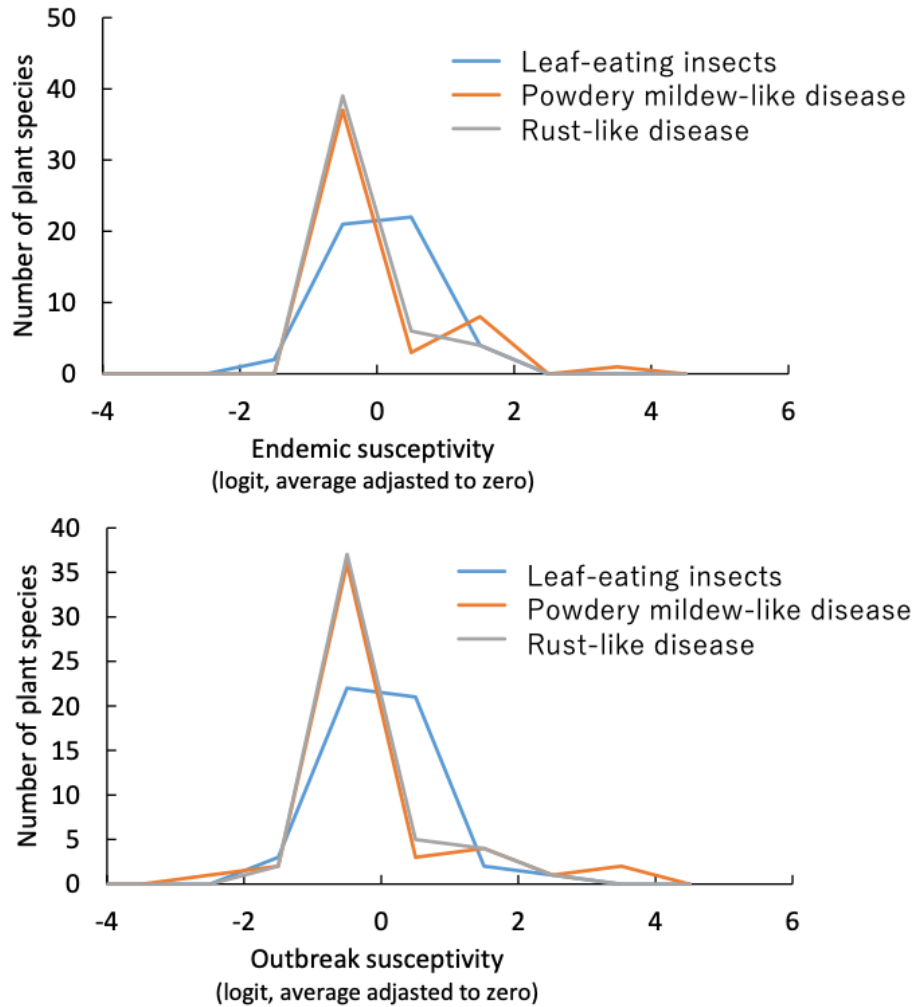 50
40
30
20
10
0
Number of plant species
Leaf-eating insects
Powdery mildew-like disease
Rust-like disease
-4 -2 0 2 4 6
Endemic susceptivity
(logit, average adjasted to zero)
40
35
30
25
20
15
10
5
0
Number of plant species
Leaf-eating insects
Powdery mildew-like disease
Rust-like disease
-4 -2 0 2 4 6
Outbreak susceptivity
(logit, average adjasted to zero)